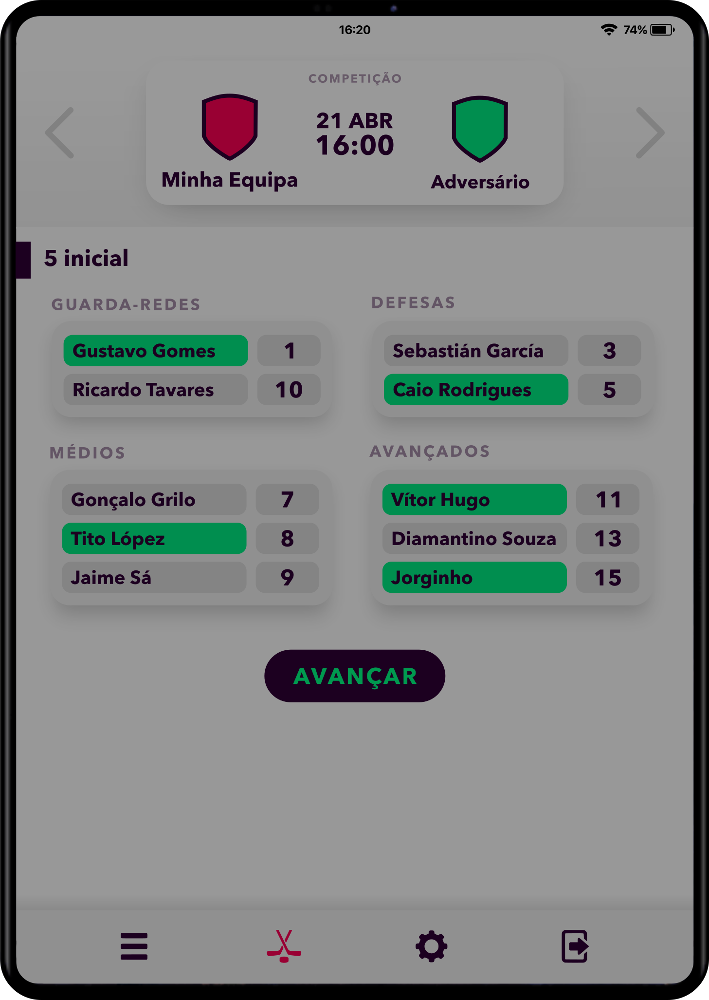 16:20
74%
COMPETIÇÃO
21 ABR
16:00
Minha Equipa
Adversário
5 inicial
GUARDA-REDES
Gustavo Gomes 1
Ricardo Tavares 10
DEFESAS
Sebastián García 3
Caio Rodrigues 5
MÉDIOS
Gonçalo Grilo 7
Tito López 8
Jaime Sá 9
AVANÇADOS
Vítor Hugo 11
Diamantino Souza 13
Jorginho 15
AVANÇAR